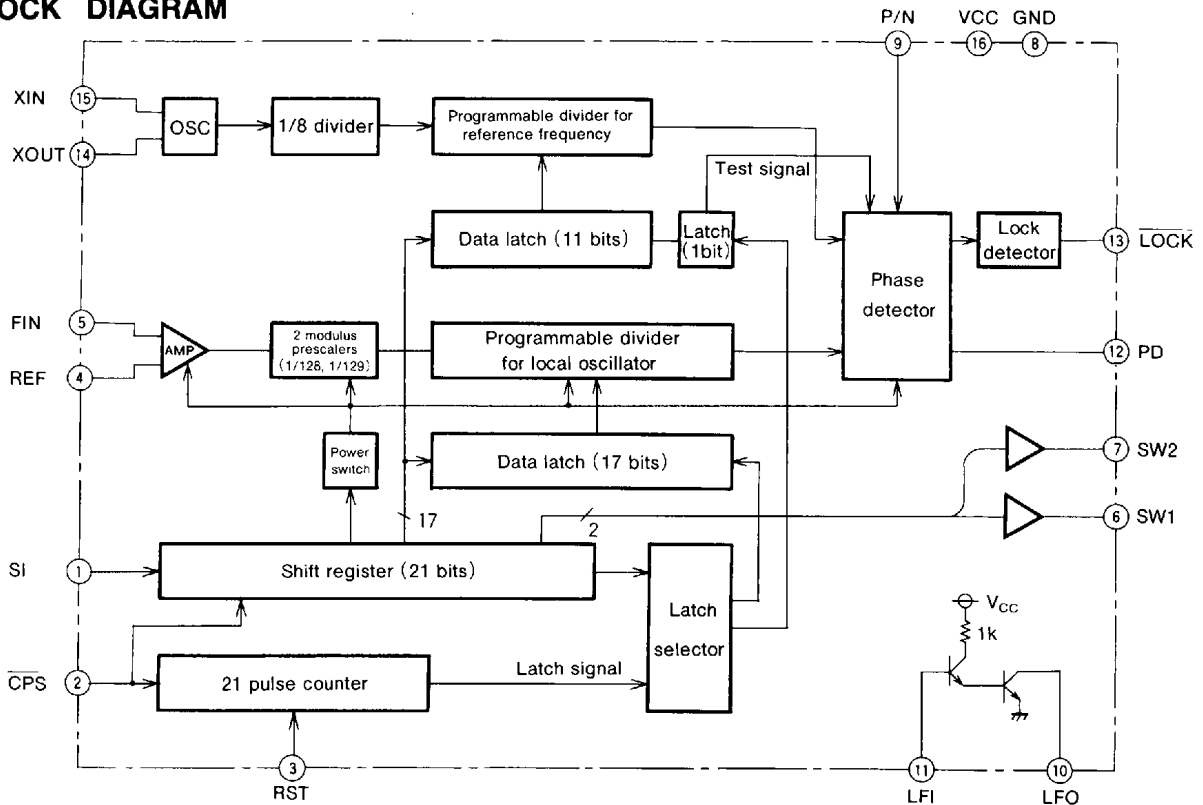 OCK DIAGRAM
P/N
VCC
GND
9
16
8
XIN
15
OSC
1/8 divider
Programmable divider for
reference frequency
XOUT
14
Test signal
Data latch (11 bits)
Latch
(1bit)
Lock
detector
13
LOCK
Phase
detector
FIN
5
AMP
2 modulus
prescalers
(1/128, 1/129)
Programmable divider
for local oscillator
REF
4
12
PD
Power
switch
Data latch (17 bits)
7
SW2
17
2
6
SW1
SI
1
Shift register (21 bits)
Latch
selector
VCC
1k
CPS
2
21 pulse counter
Latch signal
3
RST
11
LFI
10
LFO